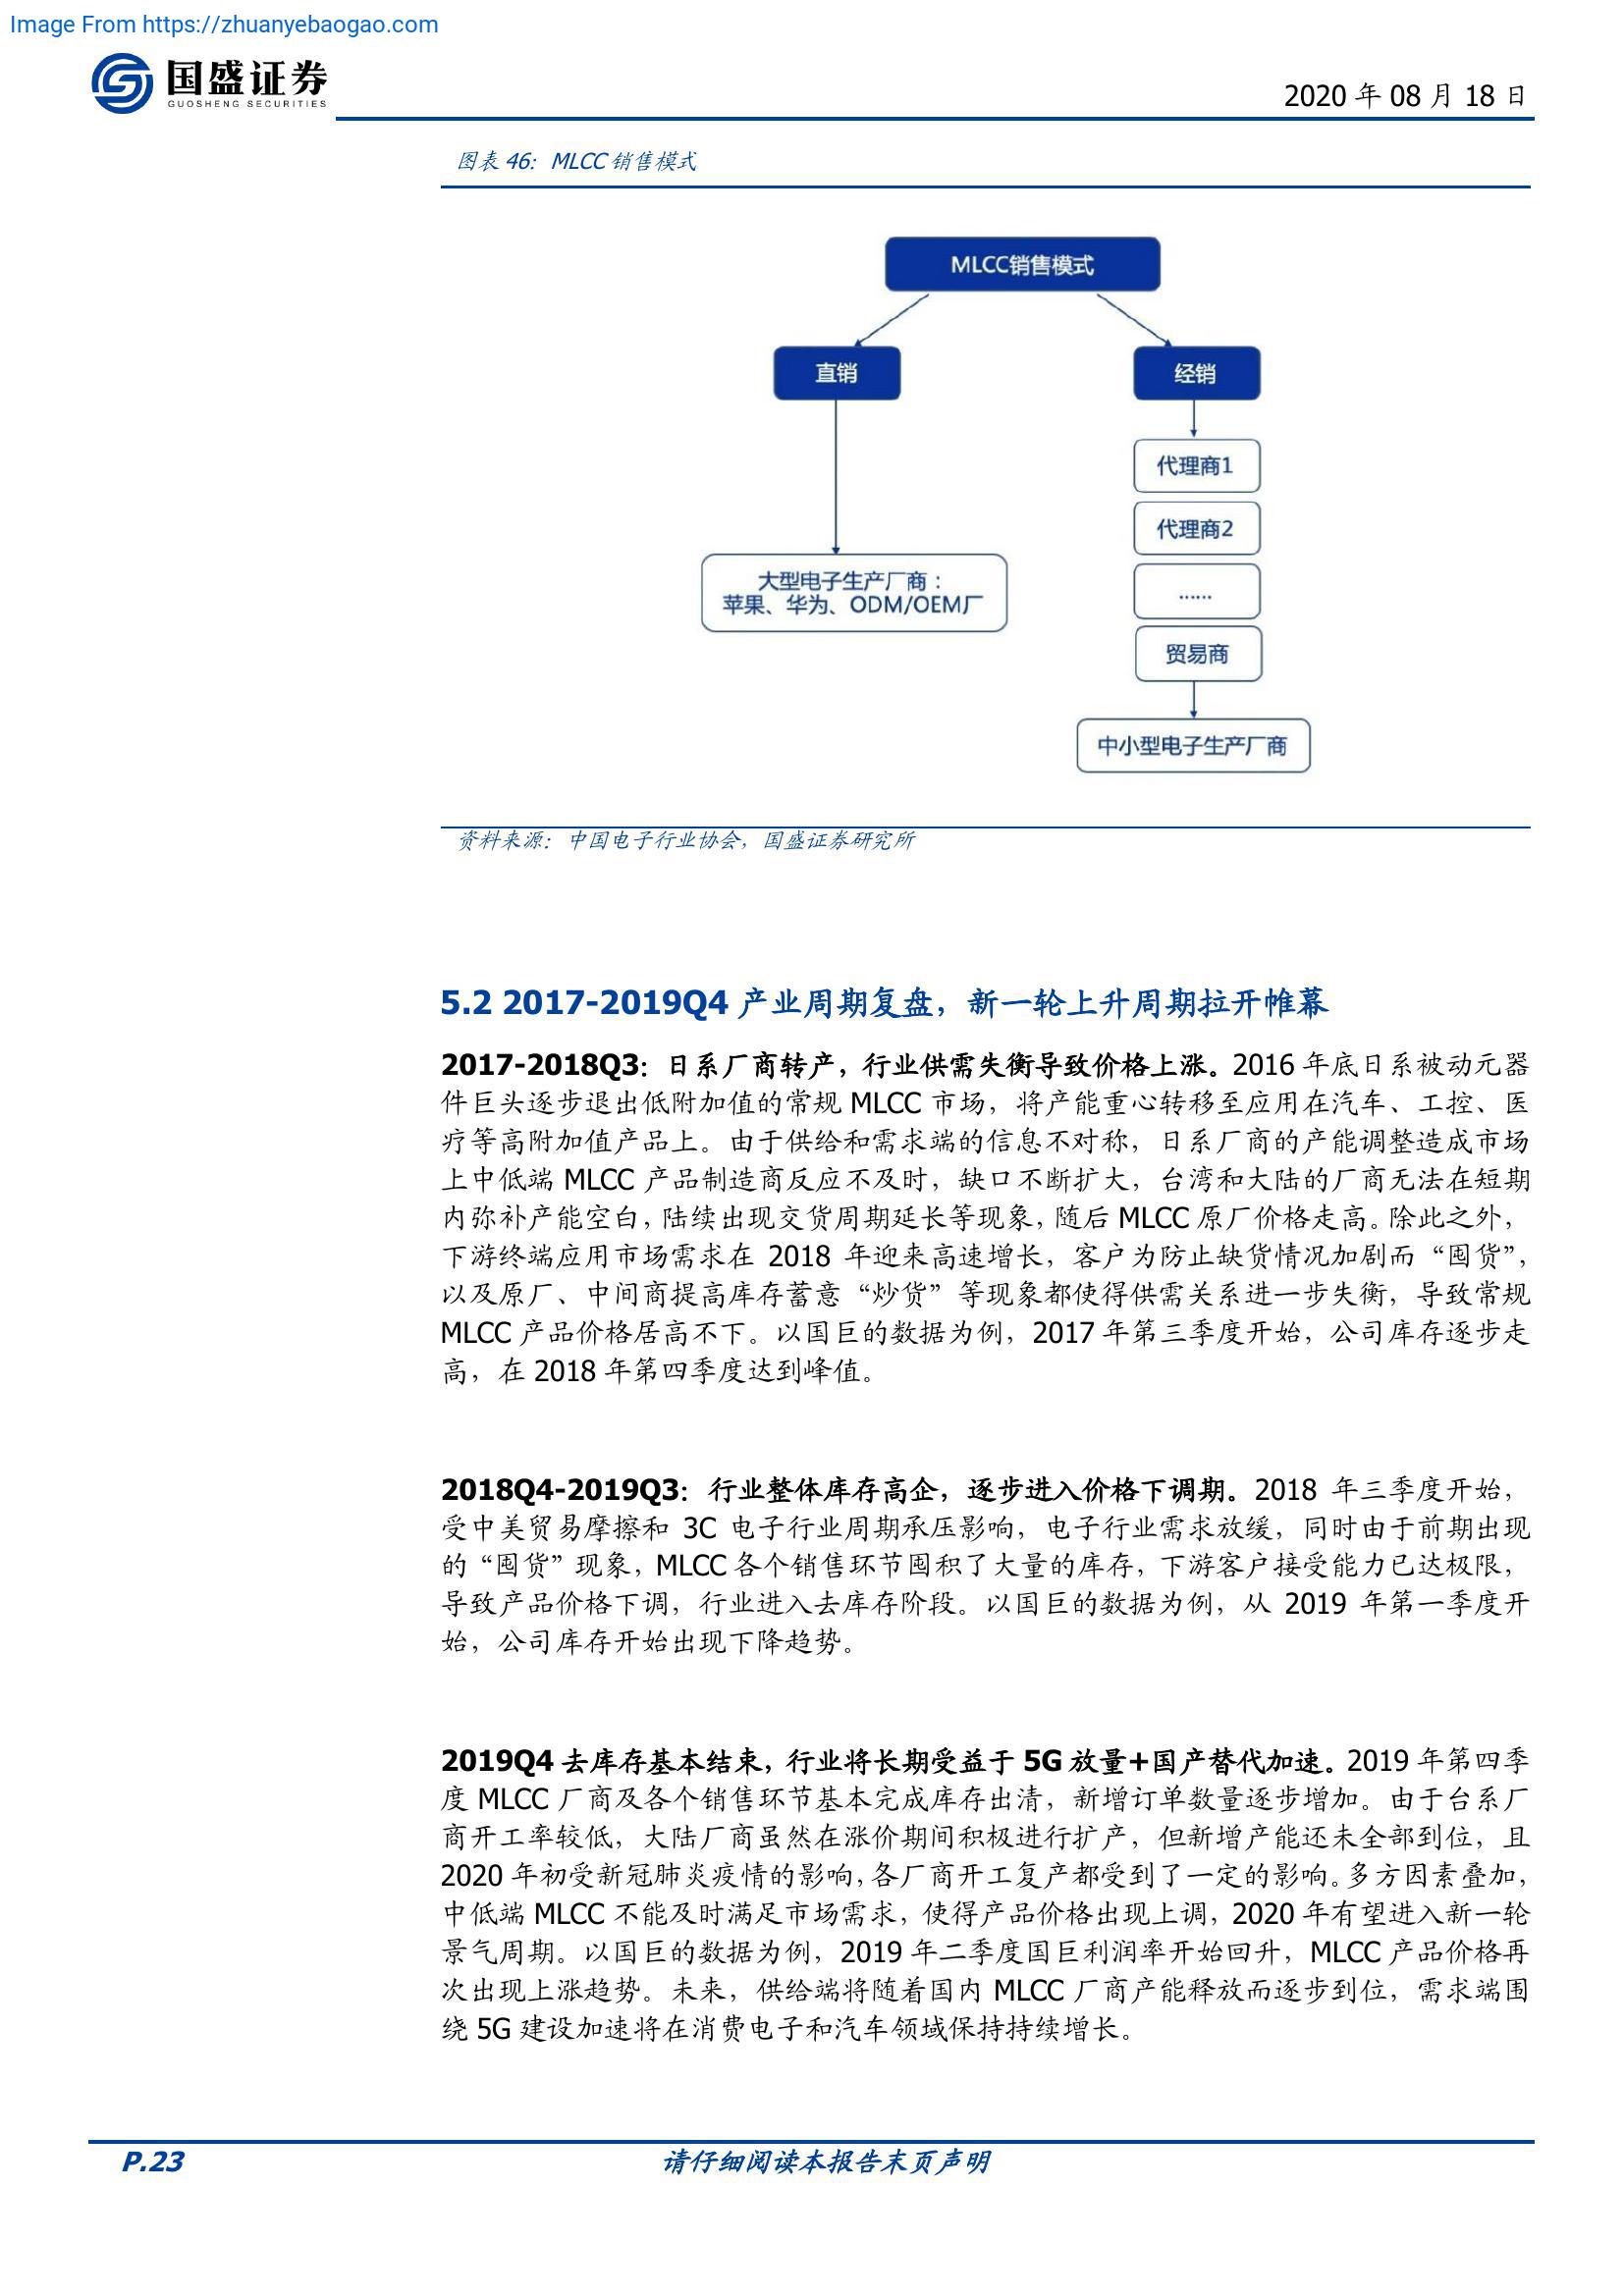 Image From https://zhuanyebaogao.com
国盛证券
GUOSHENG SECURITIES
2020 年 08 月 18 日
图表 46：MLCC 销售模式
MLCC销售模式
直销
经销
代理商1
代理商2
……
贸易商
大型电子生产厂商：
苹果、华为、ODM/OEM厂
中小型电子生产厂商
资料来源：中国电子行业协会，国盛证券研究所
5.2 2017-2019Q4 产业周期复盘，新一轮上升周期拉开帷幕
2017-2018Q3：日系厂商转产，行业供需失衡导致价格上涨。2016 年底日系被动元器
件巨头逐步退出低附加值的常规 MLCC 市场，将产能重心转移至应用在汽车、工控、医
疗等高附加值产品上。由于供给和需求端的信息不对称，日系厂商的产能调整造成市场
上中低端 MLCC 产品制造商反应不及时，缺口不断扩大，台湾和大陆的厂商无法在短期
内弥补产能空白，陆续出现交货周期延长等现象，随后 MLCC 原厂价格走高。除此之外，
下游终端应用市场需求在 2018 年迎来高速增长，客户为防止缺货情况加剧而“囤货”，
以及原厂、中间商提高库存蓄意“炒货”等现象都使得供需关系进一步失衡，导致常规
MLCC 产品价格居高不下。以国巨的数据为例，2017 年第三季度开始，公司库存逐步走
高，在 2018 年第四季度达到峰值。
2018Q4-2019Q3：行业整体库存高企，逐步进入价格下调期。2018 年三季度开始，
受中美贸易摩擦和 3C 电子行业周期承压影响，电子行业需求放缓，同时由于前期出现
的“囤货”现象，MLCC 各个销售环节囤积了大量的库存，下游客户接受能力已达极限，
导致产品价格下调，行业进入去库存阶段。以国巨的数据为例，从 2019 年第一季度开
始，公司库存开始出现下降趋势。
2019Q4 去库存基本结束，行业将长期受益于 5G 放量+国产替代加速。2019 年第四季
度 MLCC 厂商及各个销售环节基本完成库存出清，新增订单数量逐步增加。由于台系厂
商开工率较低，大陆厂商虽然在涨价期间积极进行扩产，但新增产能还未全部到位，且
2020 年初受新冠肺炎疫情的影响，各厂商开工复产都受到了一定的影响。多方因素叠加，
中低端 MLCC 不能及时满足市场需求，使得产品价格出现上调，2020 年有望进入新一轮
景气周期。以国巨的数据为例，2019 年二季度国巨利润率开始回升，MLCC 产品价格再
次出现上涨趋势。未来，供给端将随着国内 MLCC 厂商产能释放而逐步到位，需求端围
绕 5G 建设加速将在消费电子和汽车领域保持持续增长。
P.23
请仔细阅读本报告末页声明